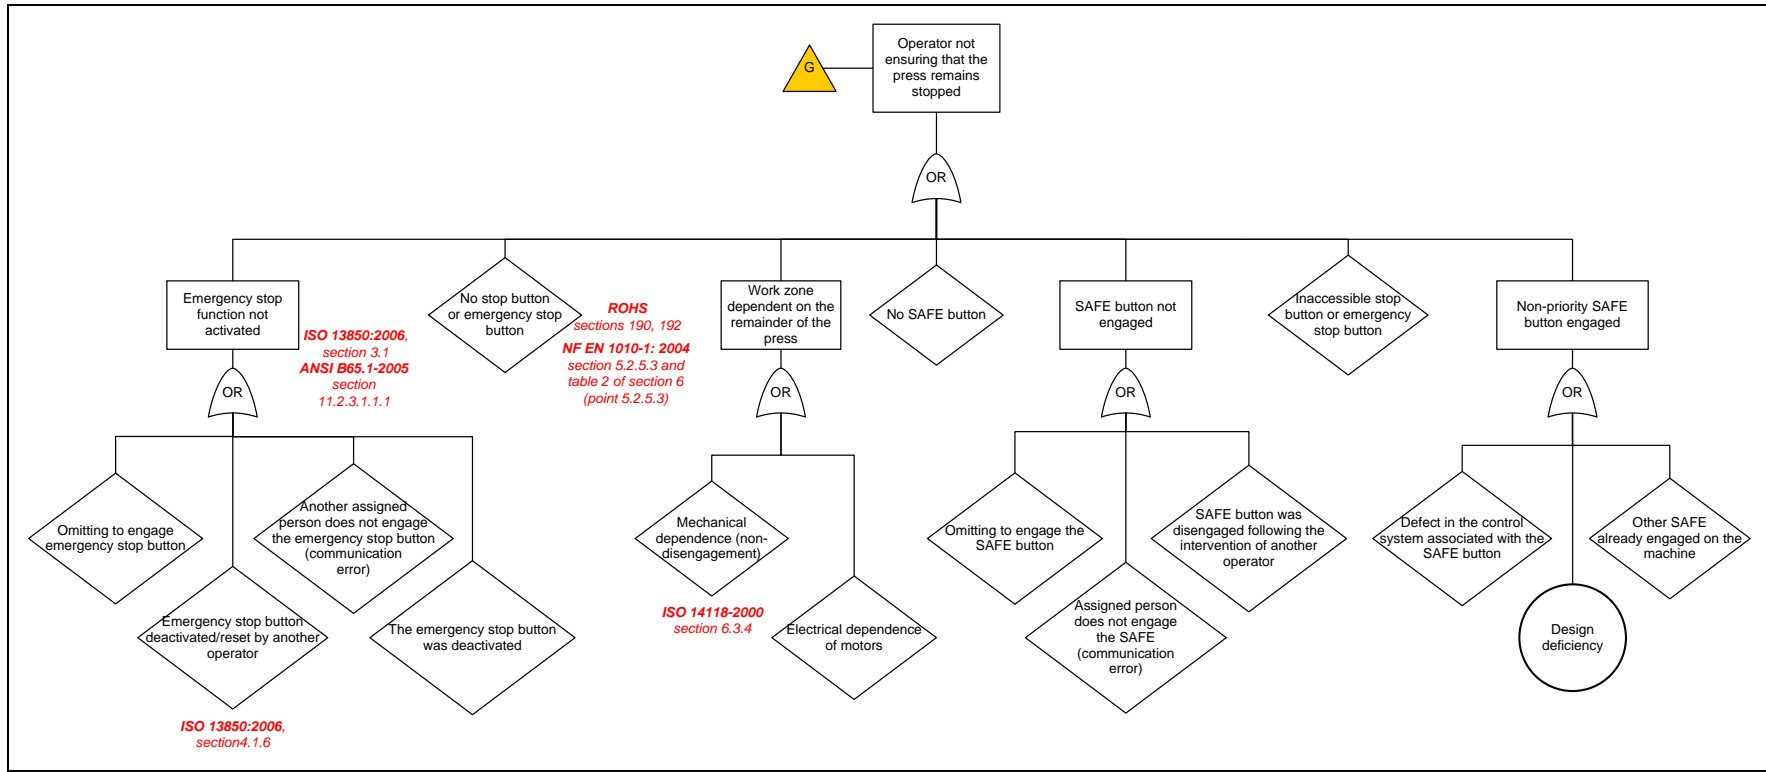 Operator not
ensuring that the
press remains
stopped
G
OR
Emergency stop
function not
activated
ISO 13850:2006,
section 3.1
ANSI B65.1-2005
section
11.2.3.1.1.1
No stop button
or emergency stop
button
ROHS
sections 190, 192
NF EN 1010-1: 2004
section 5.2.5.3 and
table 2 of section 6
(point 5.2.5.3)
Work zone
dependent on the
remainder of the
press
No SAFE button
SAFE button not
engaged
Inaccessible stop
button or emergency
stop button
Non-priority SAFE
button engaged
OR
OR
OR
OR
Omitting to engage
emergency stop button
Emergency stop button
deactivated/reset by another
operator
ISO 13850:2006,
section4.1.6
Another assigned
person does not engage
the emergency stop button
(communication
error)
The emergency stop button
was deactivated
Mechanical
dependence (non-
disengagement)
ISO 14118-2000
section 6.3.4
Electrical dependence
of motors
Omitting to engage the
SAFE button
Assigned person
does not engage
the SAFE
(communication
error)
SAFE button was
disengaged following the
intervention of another
operator
Defect in the control
system associated with the
SAFE button
Design
deficiency
Other SAFE
already engaged on the
machine